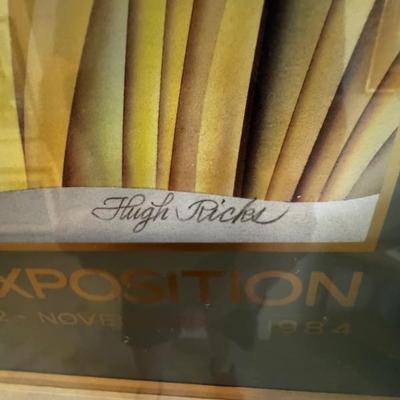 Hugh Ricks
XPOSITION
2 - NOVE 1984